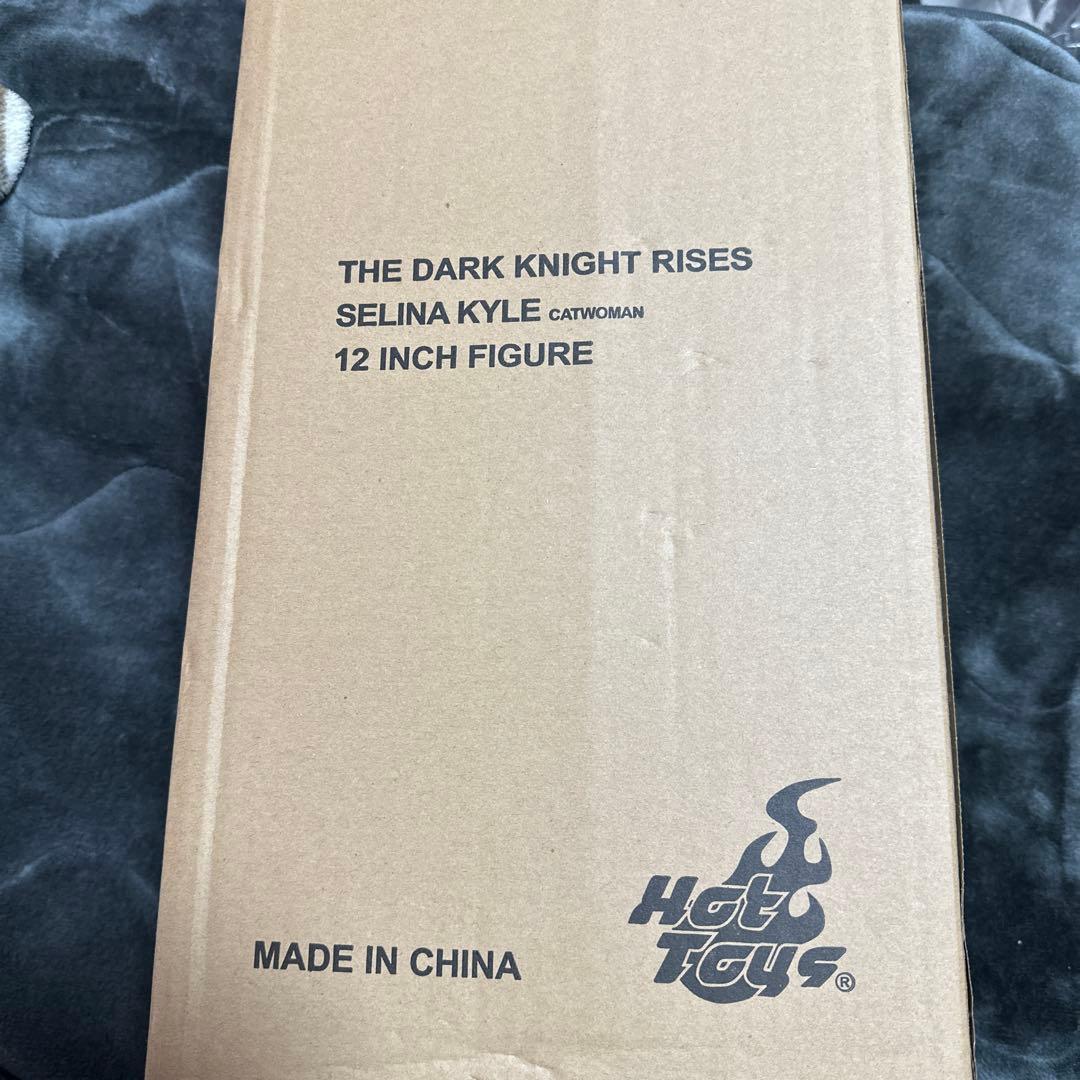 THE DARK KNIGHT RISES
SELINA KYLE CATWOMAN
12 INCH FIGURE
MADE IN CHINA
Hot
Toys®